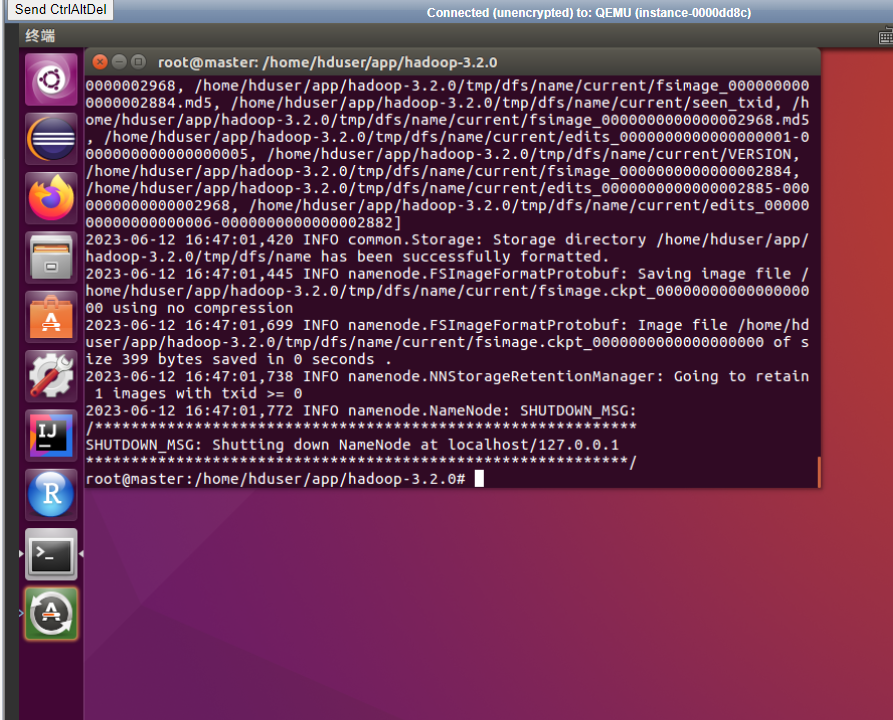 Send CtrlAltDel
Connected (unencrypted) to: QEMU (instance-0000dd8c)
终端
root@master: /home/hduser/app/hadoop-3.2.0
0000002968, /home/hduser/app/hadoop-3.2.0/tmp/dfs/name/current/fsimage_000000000
0000002884.md5, /home/hduser/app/hadoop-3.2.0/tmp/dfs/name/current/seen_txid, /h
ome/hduser/app/hadoop-3.2.0/tmp/dfs/name/current/fsimage_0000000000000002968.md5
, /home/hduser/app/hadoop-3.2.0/tmp/dfs/name/current/edits_0000000000000000001-0
000000000000000005, /home/hduser/app/hadoop-3.2.0/tmp/dfs/name/current/VERSION, 
/home/hduser/app/hadoop-3.2.0/tmp/dfs/name/current/fsimage_0000000000000002884, 
/home/hduser/app/hadoop-3.2.0/tmp/dfs/name/current/edits_0000000000000002885-000
0000000000002968, /home/hduser/app/hadoop-3.2.0/tmp/dfs/name/current/edits_00000
00000000000006-0000000000000002882]
2023-06-12 16:47:01,420 INFO common.Storage: Storage directory /home/hduser/app/
hadoop-3.2.0/tmp/dfs/name has been successfully formatted.
2023-06-12 16:47:01,445 INFO namenode.FSImageFormatProtobuf: Saving image file /
home/hduser/app/hadoop-3.2.0/tmp/dfs/name/current/fsimage.ckpt_00000000000000000
00 using no compression
2023-06-12 16:47:01,699 INFO namenode.FSImageFormatProtobuf: Image file /home/hd
user/app/hadoop-3.2.0/tmp/dfs/name/current/fsimage.ckpt_0000000000000000000 of s
ize 399 bytes saved in 0 seconds .
2023-06-12 16:47:01,738 INFO namenode.NNStorageRetentionManager: Going to retain
 1 images with txid >= 0
2023-06-12 16:47:01,772 INFO namenode.NameNode: SHUTDOWN_MSG: 
/************************************************************
SHUTDOWN_MSG: Shutting down NameNode at localhost/127.0.0.1
************************************************************/
root@master:/home/hduser/app/hadoop-3.2.0#
IJ
R
>_